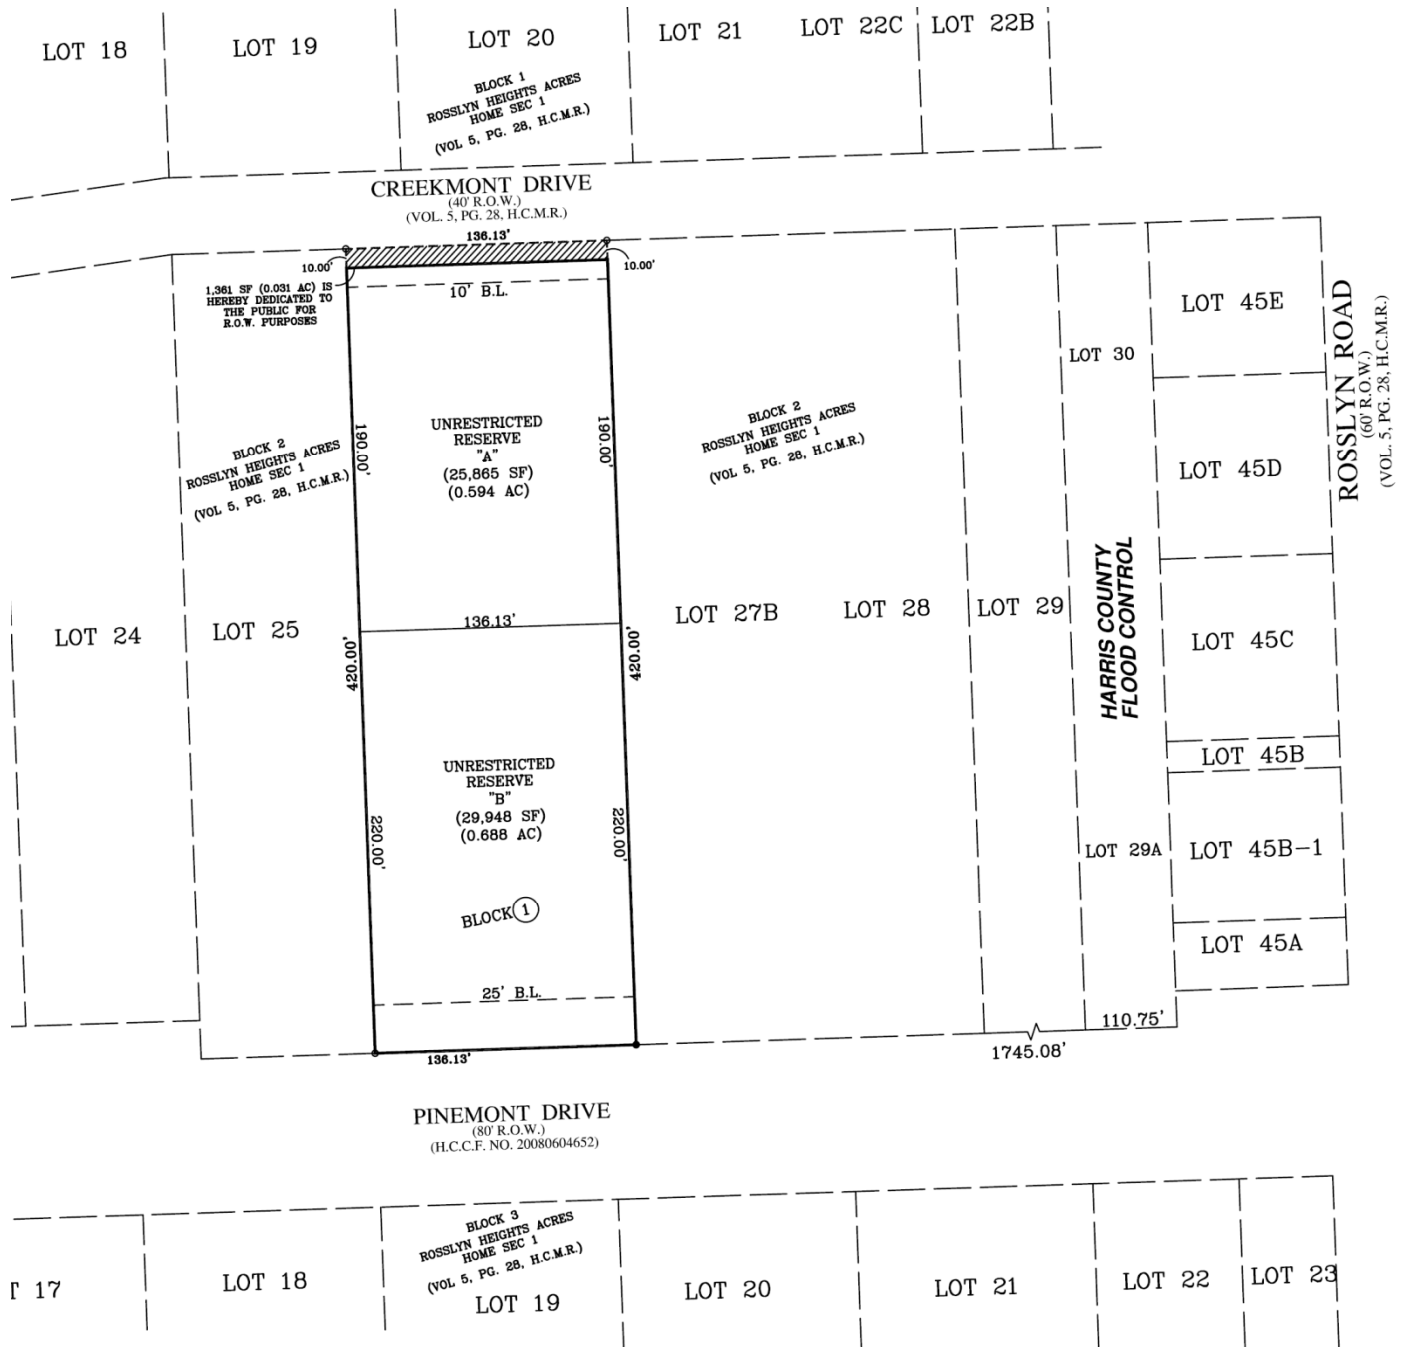 LOT 18
LOT 19
LOT 20
LOT 21
LOT 22C
LOT 22B
BLOCK 1
ROSSLYN HEIGHTS ACRES
HOME SEC 1
(VOL 5, PG. 28, H.C.M.R.)
CREEKMONT DRIVE
(40' R.O.W.)
(VOL. 5, PG. 28, H.C.M.R.)
136.13'
10.00'
10.00'
1,361 SF (0.031 AC) IS
HEREBY DEDICATED TO
THE PUBLIC FOR
R.O.W. PURPOSES
10' B.L.
LOT 45E
ROSSLYN ROAD
(60' R.O.W.)
(VOL. 5, PG. 28, H.C.M.R.)
LOT 30
UNRESTRICTED
RESERVE
"A"
(25,865 SF)
(0.594 AC)
190.00'
190.00'
BLOCK 2
ROSSLYN HEIGHTS ACRES
HOME SEC 1
(VOL 5, PG. 28, H.C.M.R.)
BLOCK 2
ROSSLYN HEIGHTS ACRES
HOME SEC 1
(VOL 5, PG. 28, H.C.M.R.)
LOT 45D
HARRIS COUNTY
FLOOD CONTROL
LOT 24
LOT 25
136.13'
420.00'
420.00'
LOT 27B
LOT 28
LOT 29
LOT 45C
LOT 45B
UNRESTRICTED
RESERVE
"B"
(29,948 SF)
(0.688 AC)
220.00'
220.00'
LOT 29A
LOT 45B-1
BLOCK 1
LOT 45A
25' B.L.
110.75'
136.13'
1745.08'
PINEMONT DRIVE
(80' R.O.W.)
(H.C.C.F. NO. 20080604652)
BLOCK 3
ROSSLYN HEIGHTS ACRES
HOME SEC 1
(VOL 5, PG. 28, H.C.M.R.)
T 17
LOT 18
LOT 19
LOT 20
LOT 21
LOT 22
LOT 23